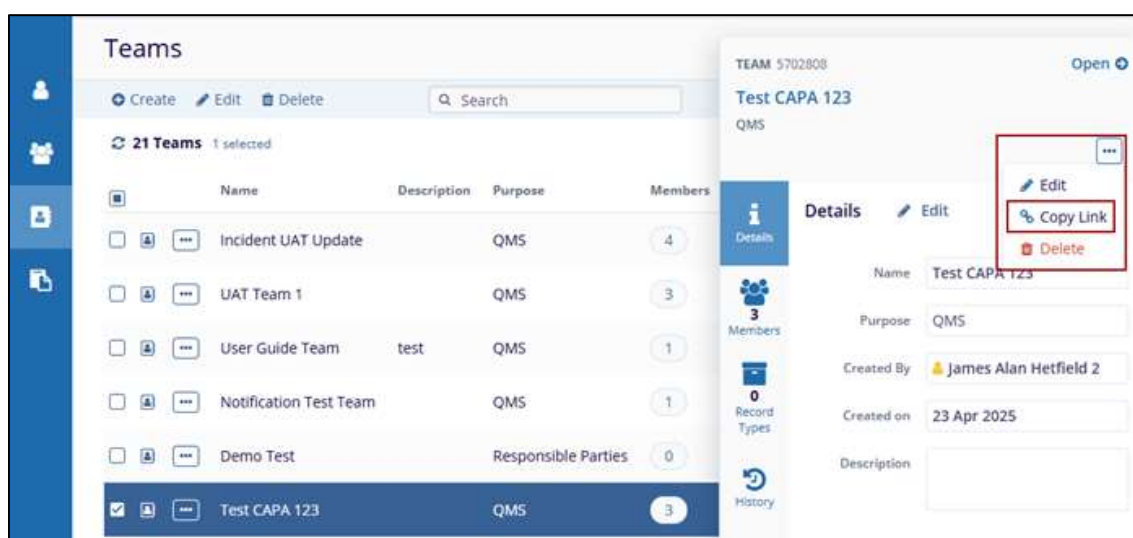 Teams
Create Edit Delete Search
21 Teams 1 selected
Name Description Purpose Members
Incident UAT Update QMS 4
UAT Team 1 QMS 3
User Guide Team test QMS 1
Notification Test Team QMS 1
Demo Test Responsible Parties 0
Test CAPA 123 QMS 3
TEAM 5702808 Open
Test CAPA 123
QMS
Edit
Copy Link
Delete
Details
3
Members
0
Record
Types
History
Details Edit
Name Test CAPA 123
Purpose QMS
Created By James Alan Hetfield 2
Created on 23 Apr 2025
Description